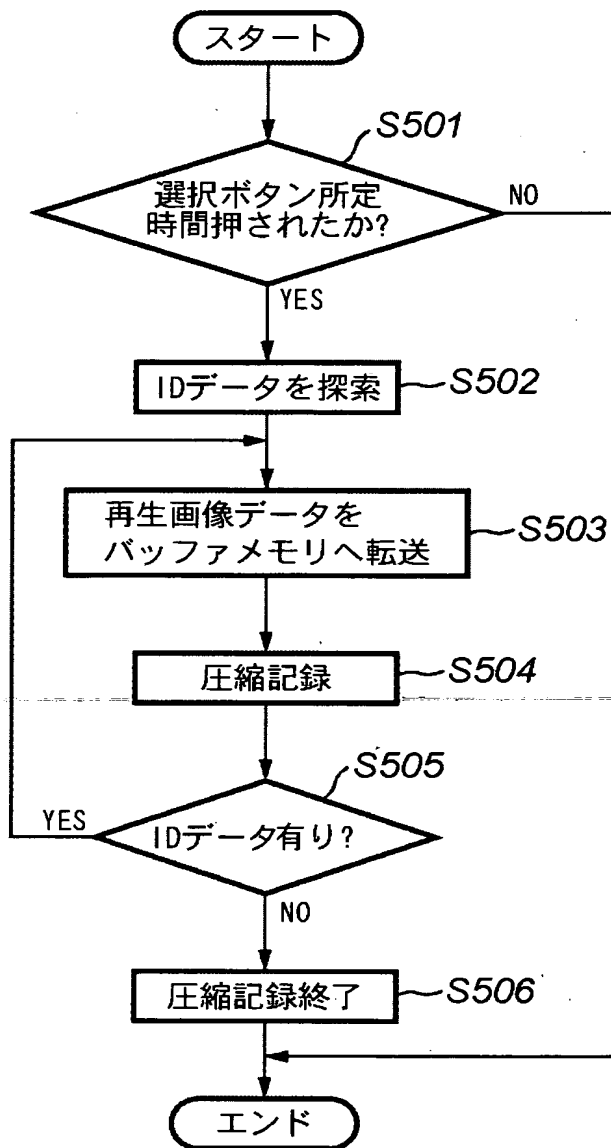 スタート
S501
選択ボタン所定
時間押されたか?
NO
YES
IDデータを探索
S502
再生画像データを
バッファメモリへ転送
S503
圧縮記録
S504
S505
YES
IDデータ有り?
NO
圧縮記録終了
S506
エンド